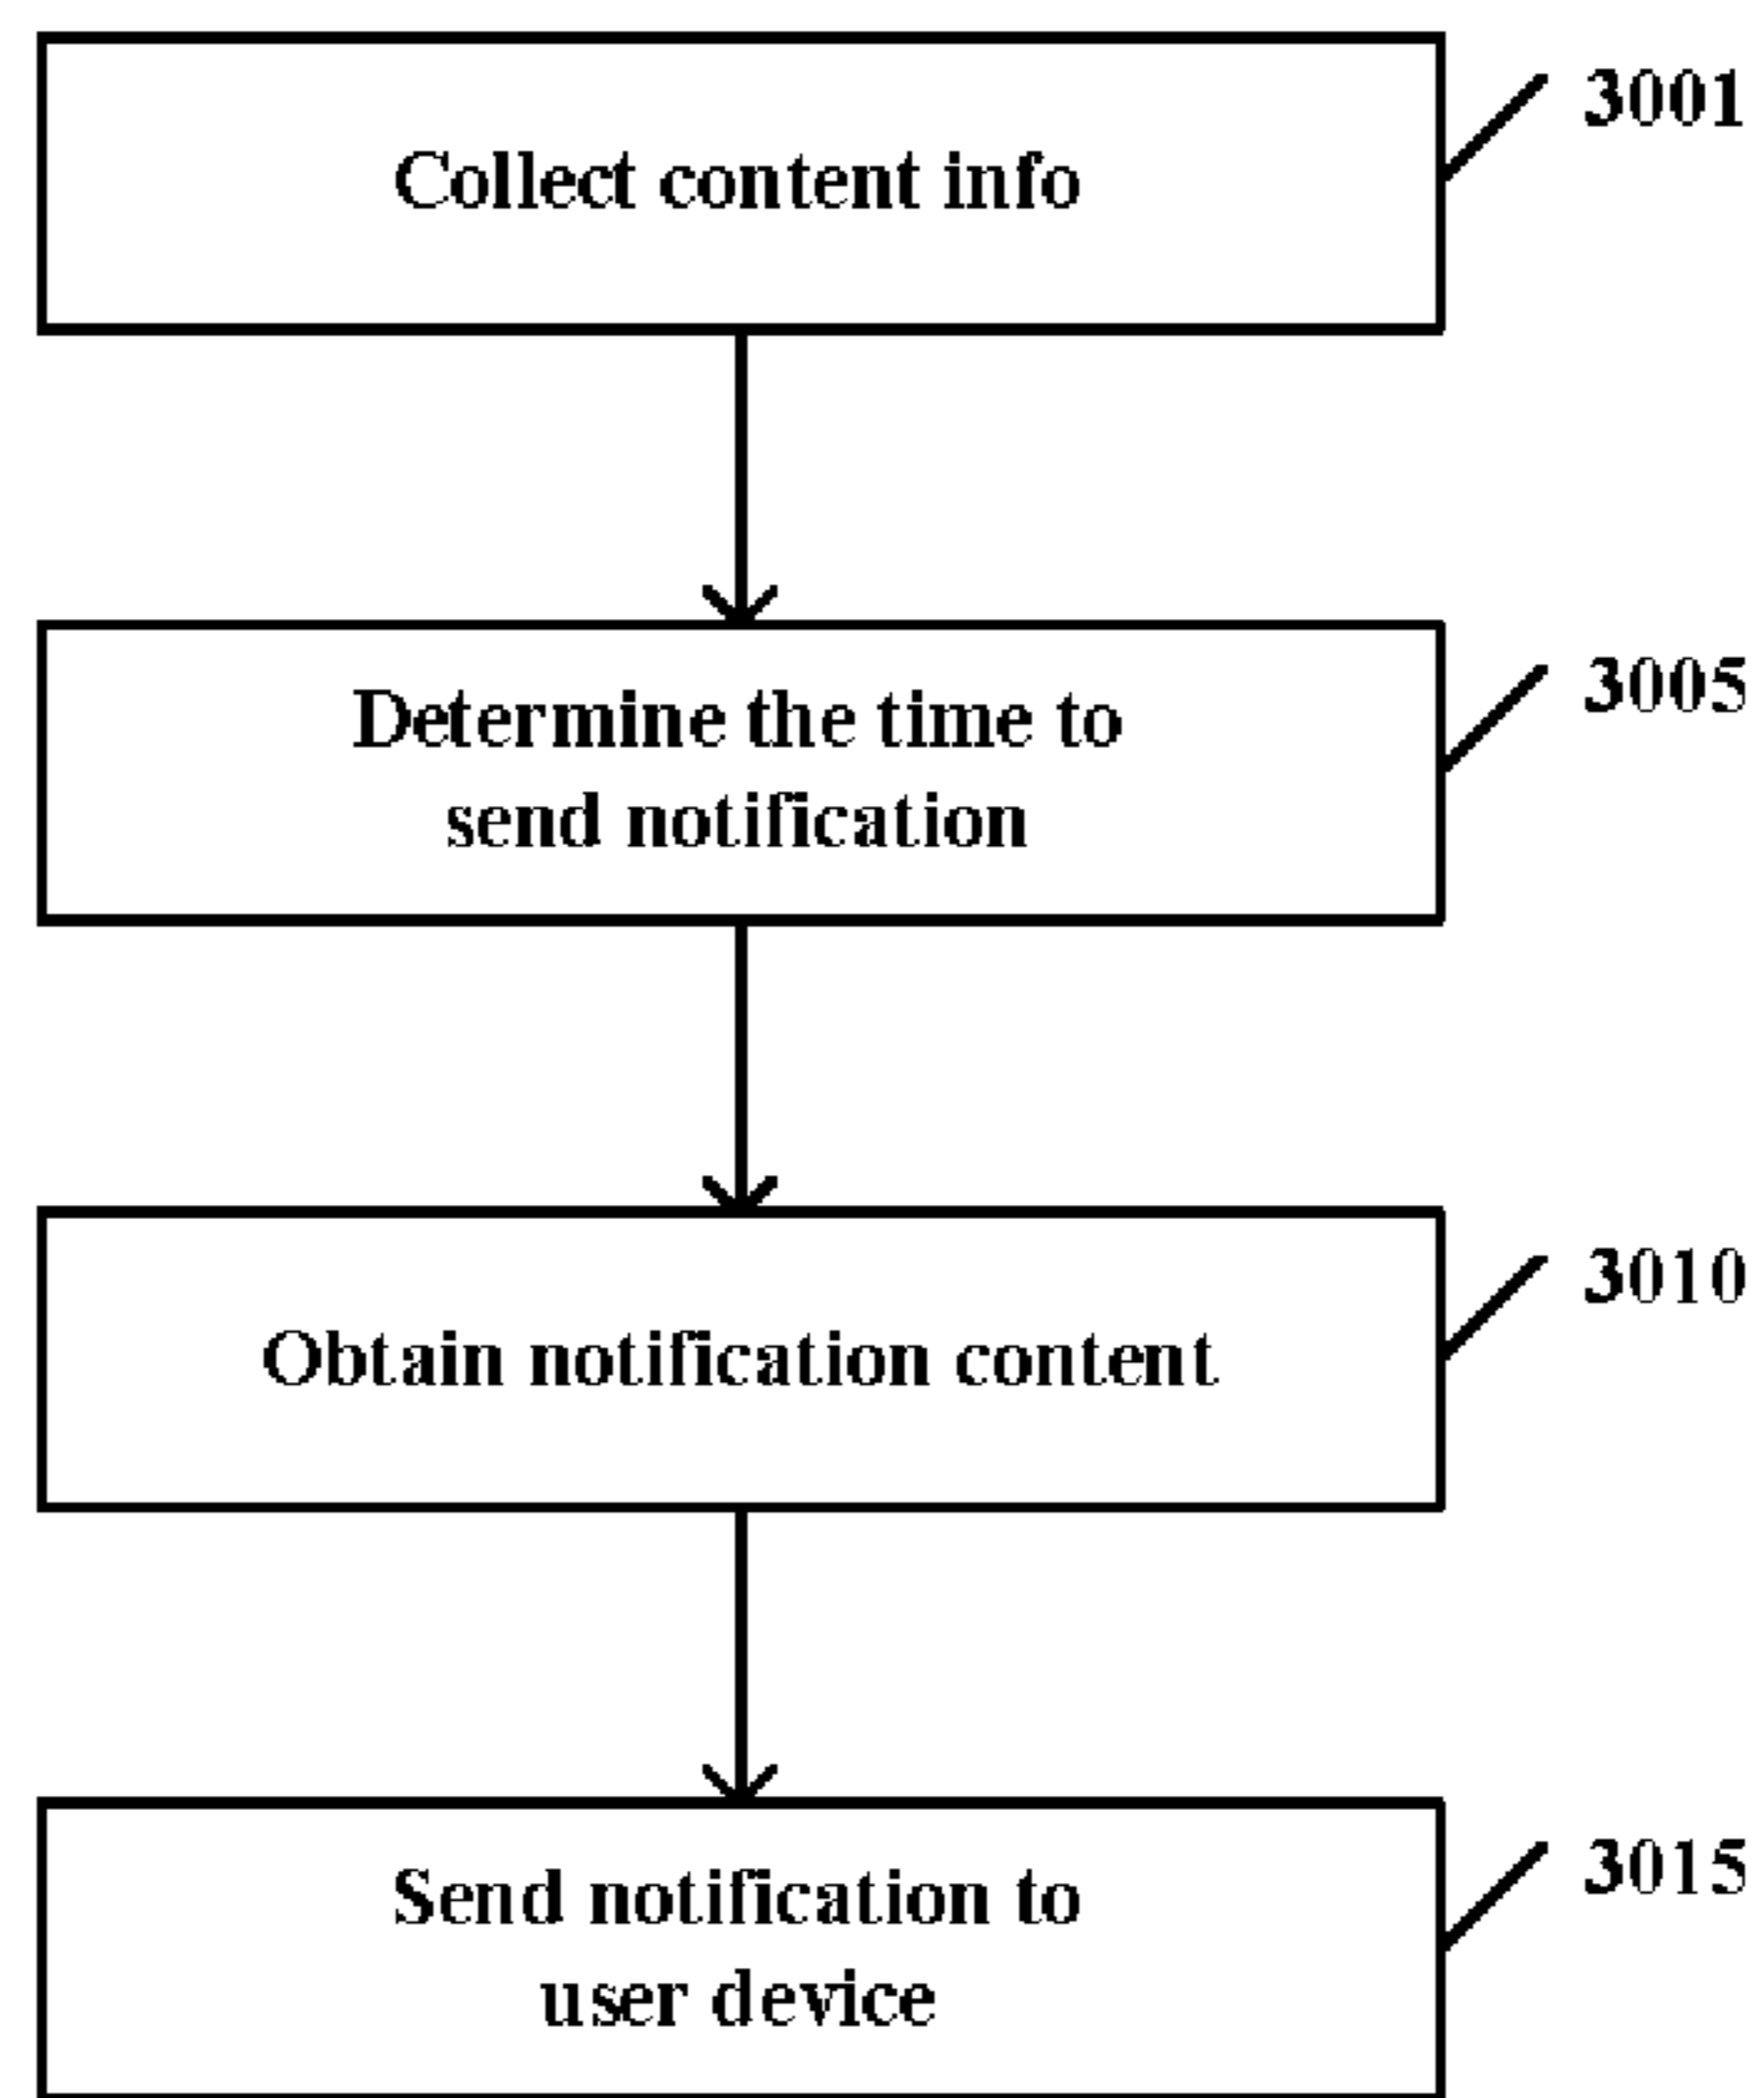 Collect content info
3001
Determine the time to
send notification
3005
Obtain notification content
3010
Send notification to
user device
3015